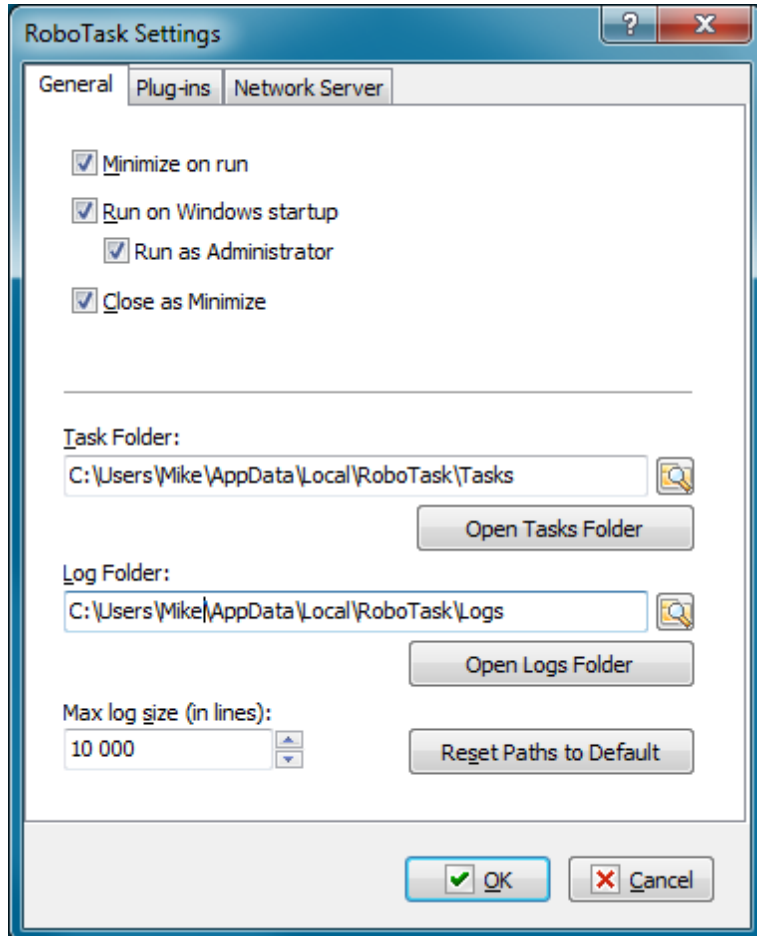 RoboTask Settings
?
General Plug-ins Network Server
Minimize on run
Run on Windows startup
Run as Administrator
Close as Minimize
Task Folder:
C:\Users\Mike\AppData\Local\RoboTask\Tasks
Open Tasks Folder
Log Folder:
C:\Users\Mike\AppData\Local\RoboTask\Logs
Open Logs Folder
Max log size (in lines):
10 000
Reset Paths to Default
OK Cancel